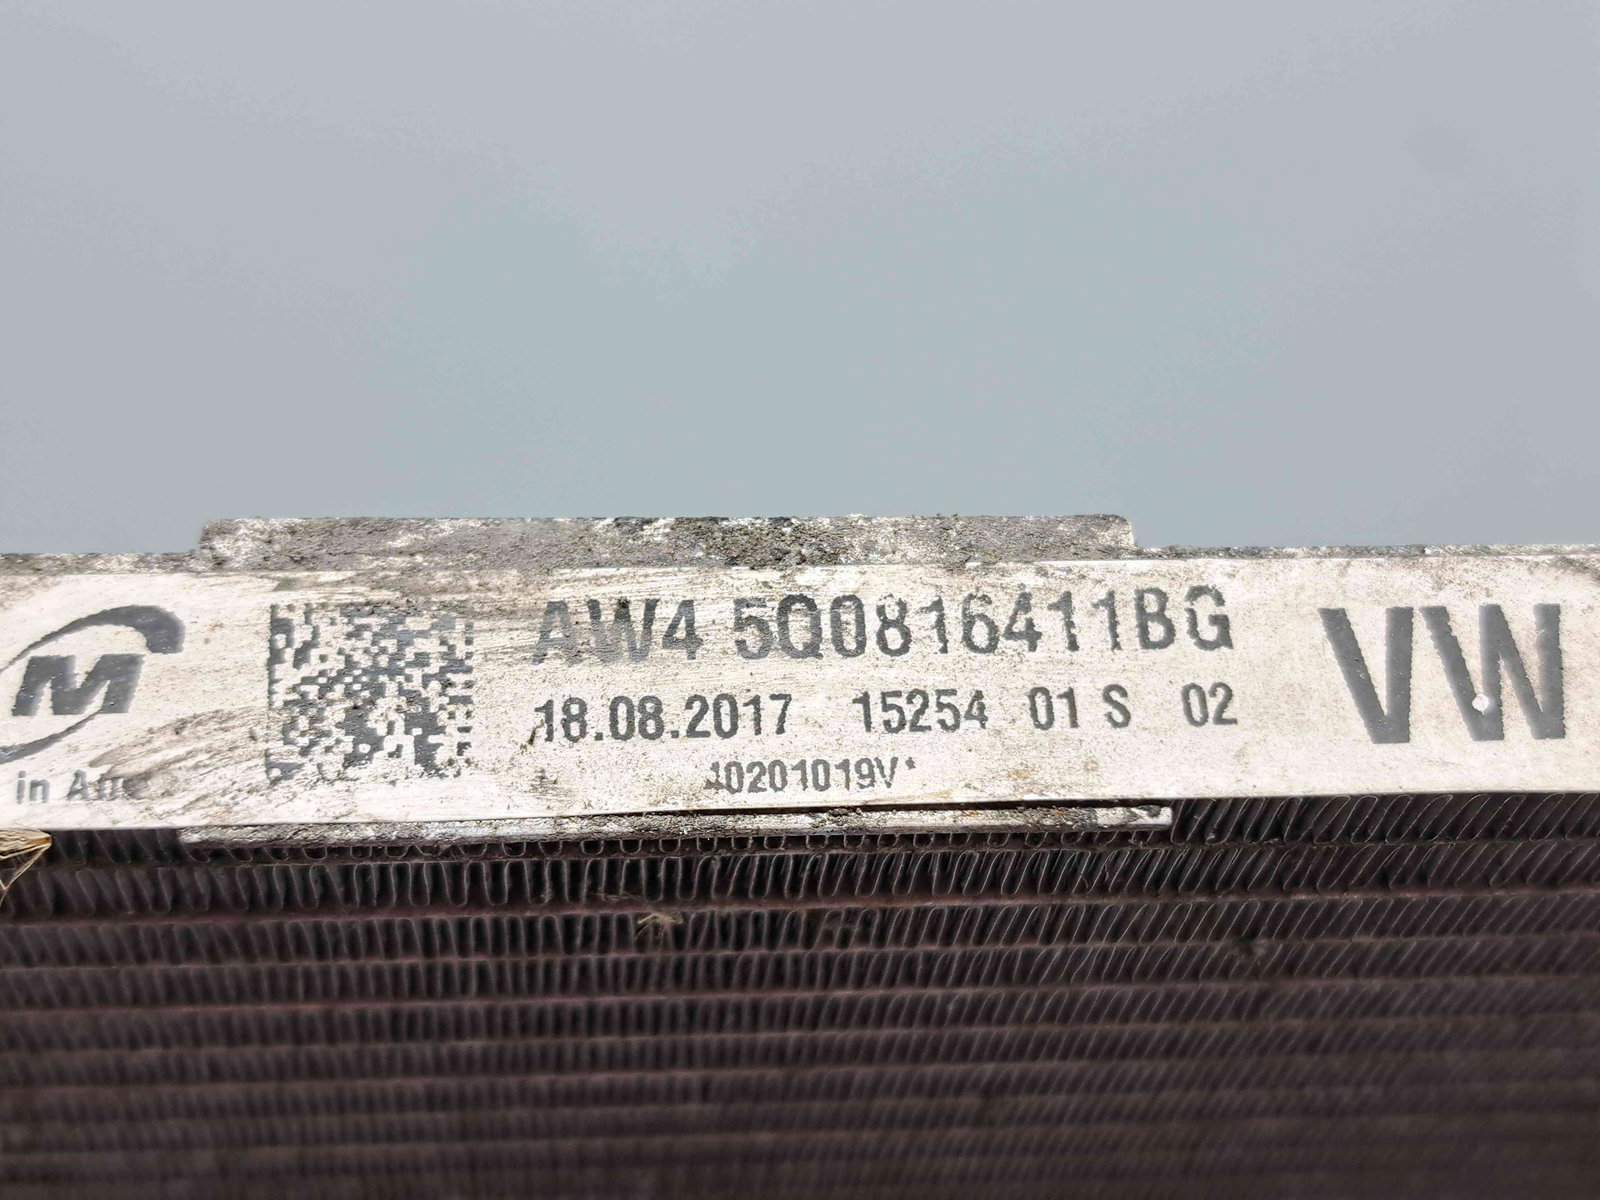 M
AW4 5Q0816411BG
18.08.2017 15254 01 S 02
VW
in
10201019V*